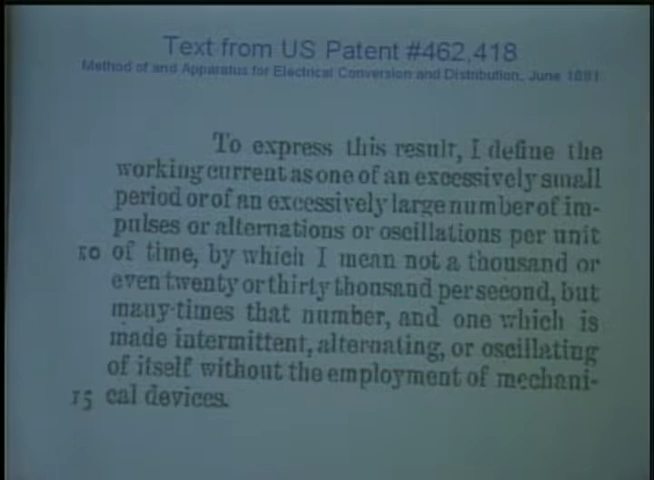 Text from US Patent #462,418
Method of and Apparatus for Electrical Conversion and Distribution, June 1891
To express this result, I define the
working current as one of an excessively small
period or of an excessively large number of im-
pulses or alternations or oscillations per unit
10 of time, by which I mean not a thousand or
even twenty or thirty thousand per second, but
many times that number, and one which is
made intermittent, alternating, or oscillating
of itself without the employment of mechani-
15 cal devices.